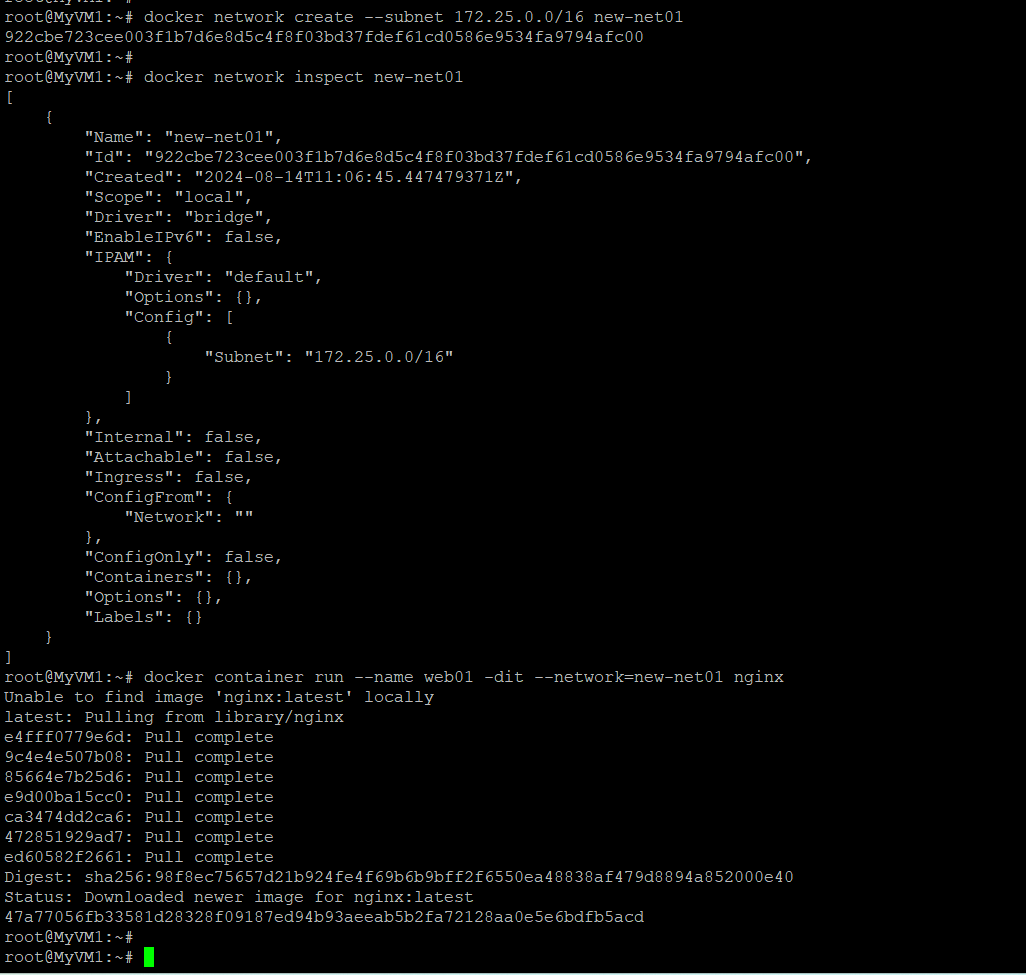 root@MyVM1:~#
root@MyVM1:~# docker network create --subnet 172.25.0.0/16 new-net01
922cbe723cee003f1b7d6e8d5c4f8f03bd37fdef61cd0586e9534fa9794afc00
root@MyVM1:~#
root@MyVM1:~# docker network inspect new-net01
[
    {
        "Name": "new-net01",
        "Id": "922cbe723cee003f1b7d6e8d5c4f8f03bd37fdef61cd0586e9534fa9794afc00",
        "Created": "2024-08-14T11:06:45.447479371Z",
        "Scope": "local",
        "Driver": "bridge",
        "EnableIPv6": false,
        "IPAM": {
            "Driver": "default",
            "Options": {},
            "Config": [
                {
                    "Subnet": "172.25.0.0/16"
                }
            ]
        },
        "Internal": false,
        "Attachable": false,
        "Ingress": false,
        "ConfigFrom": {
            "Network": ""
        },
        "ConfigOnly": false,
        "Containers": {},
        "Options": {},
        "Labels": {}
    }
]
root@MyVM1:~# docker container run --name web01 -dit --network=new-net01 nginx
Unable to find image 'nginx:latest' locally
latest: Pulling from library/nginx
e4fff0779e6d: Pull complete
9c4e4e507b08: Pull complete
85664e7b25d6: Pull complete
e9d00ba15cc0: Pull complete
ca3474dd2ca6: Pull complete
472851929ad7: Pull complete
ed60582f2661: Pull complete
Digest: sha256:98f8ec75657d21b924fe4f69b6b9bff2f6550ea48838af479d8894a852000e40
Status: Downloaded newer image for nginx:latest
47a77056fb33581d28328f09187ed94b93aeeab5b2fa72128aa0e5e6bdfb5acd
root@MyVM1:~#
root@MyVM1:~#